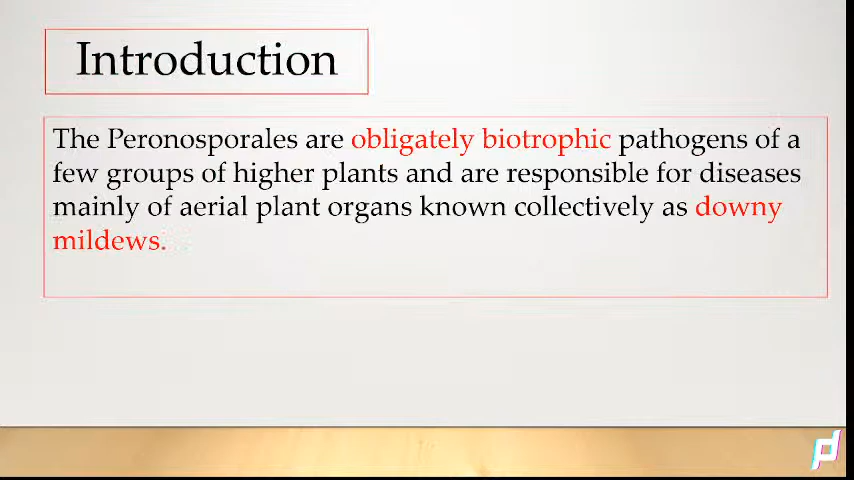 Introduction
The Peronosporales are obligately biotrophic pathogens of a
few groups of higher plants and are responsible for diseases
mainly of aerial plant organs known collectively as downy
mildews.